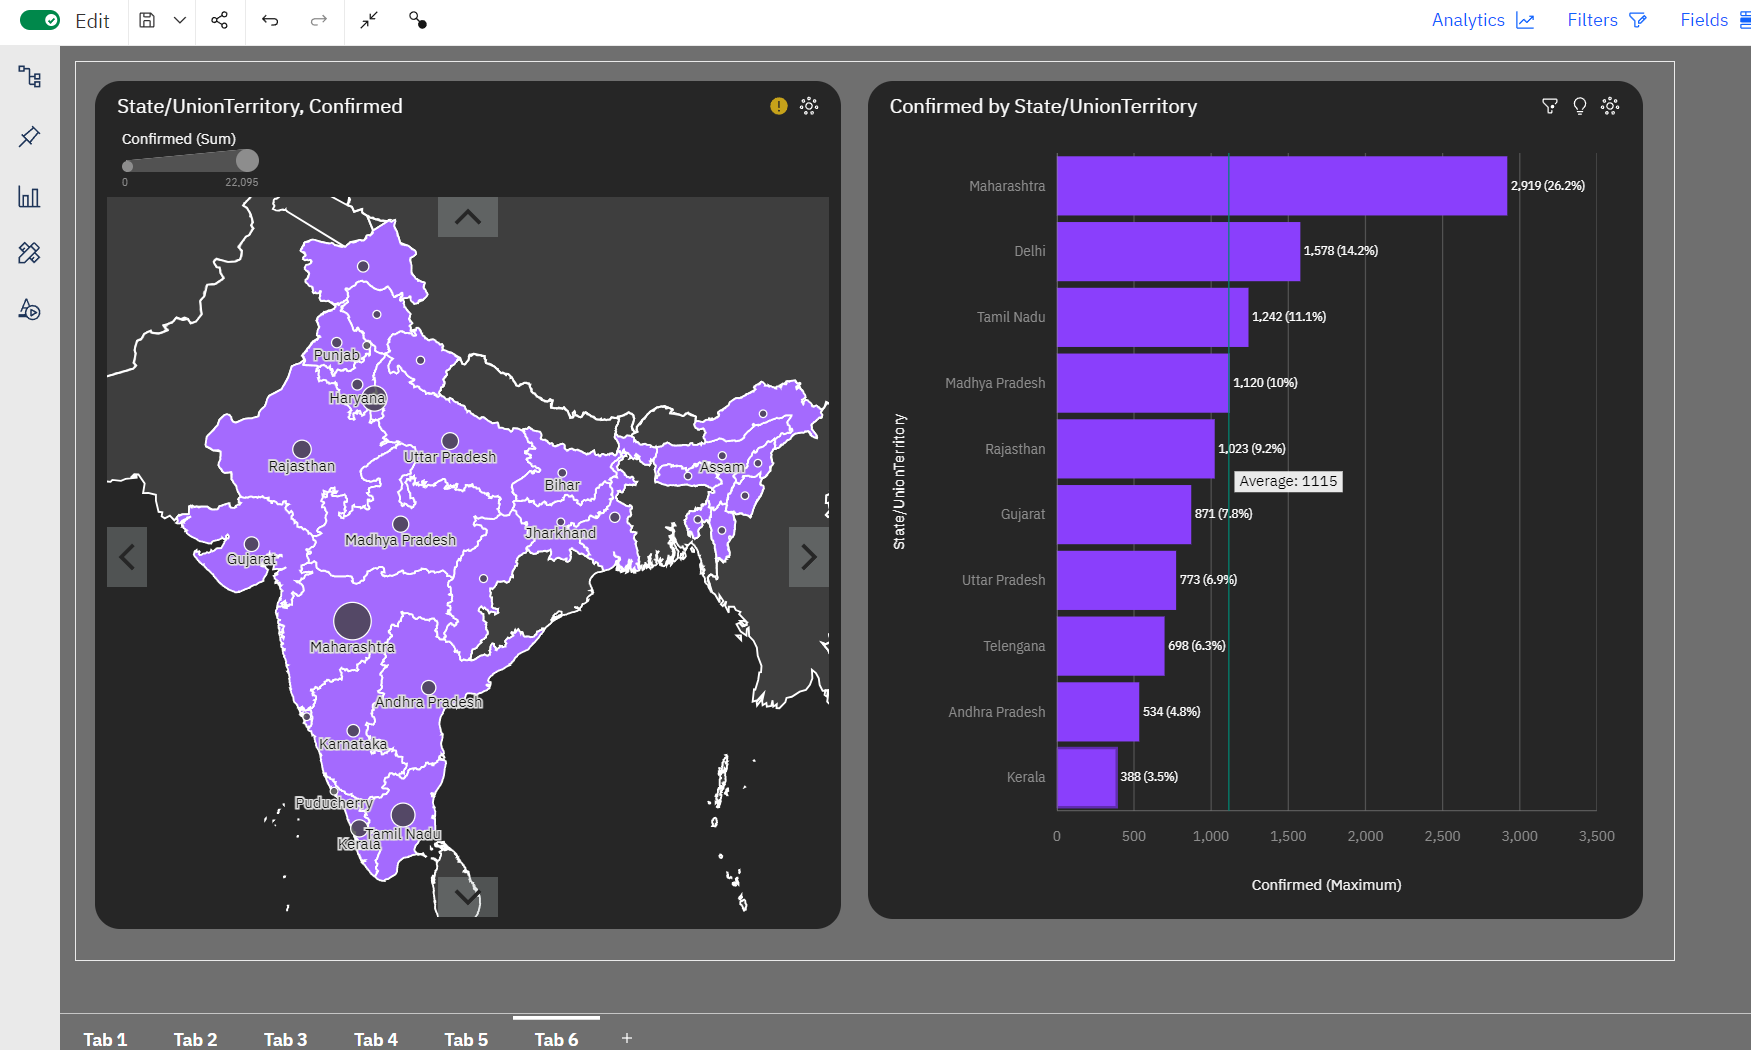 Edit
Analytics
Filters
Fields
State/UnionTerritory, Confirmed
Confirmed (Sum)
0
22,095
Punjab
Haryana
Rajasthan
Uttar Pradesh
Bihar
Assam
Jharkhand
Madhya Pradesh
Gujarat
Maharashtra
Andhra Pradesh
Karnataka
Puducherry
Tamil Nadu
Kerala
Confirmed by State/UnionTerritory
State/UnionTerritory
Maharashtra 2,919 (26.2%)
Delhi 1,578 (14.2%)
Tamil Nadu 1,242 (11.1%)
Madhya Pradesh 1,120 (10%)
Rajasthan 1,023 (9.2%)
Average: 1115
Gujarat 871 (7.8%)
Uttar Pradesh 773 (6.9%)
Telengana 698 (6.3%)
Andhra Pradesh 534 (4.8%)
Kerala 388 (3.5%)
0 500 1,000 1,500 2,000 2,500 3,000 3,500
Confirmed (Maximum)
Tab 1 Tab 2 Tab 3 Tab 4 Tab 5 Tab 6 +